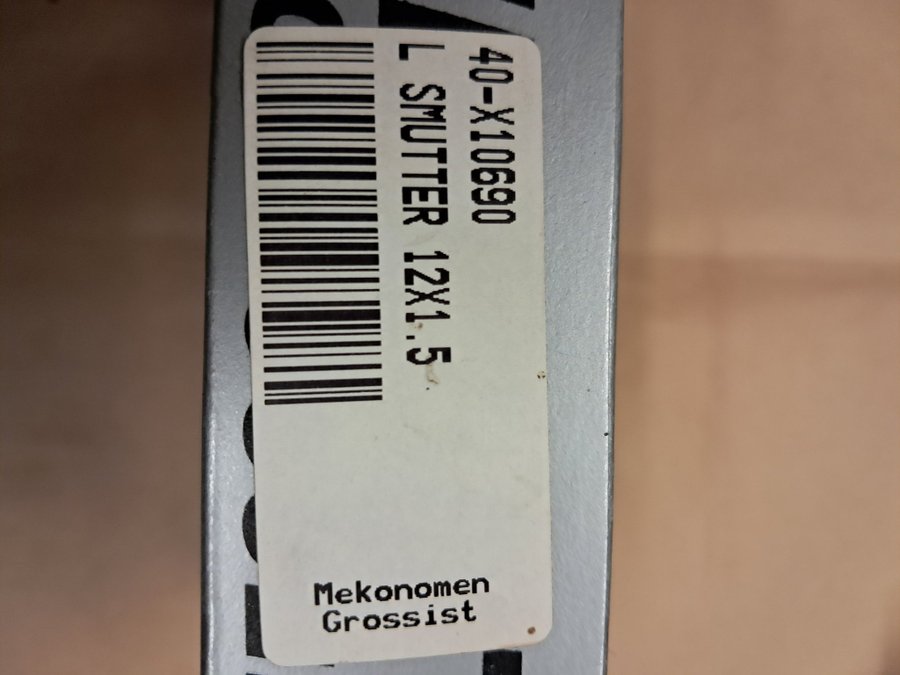 40-X10690
L SMUTTER 12X1.5
Mekonomen
Grossist